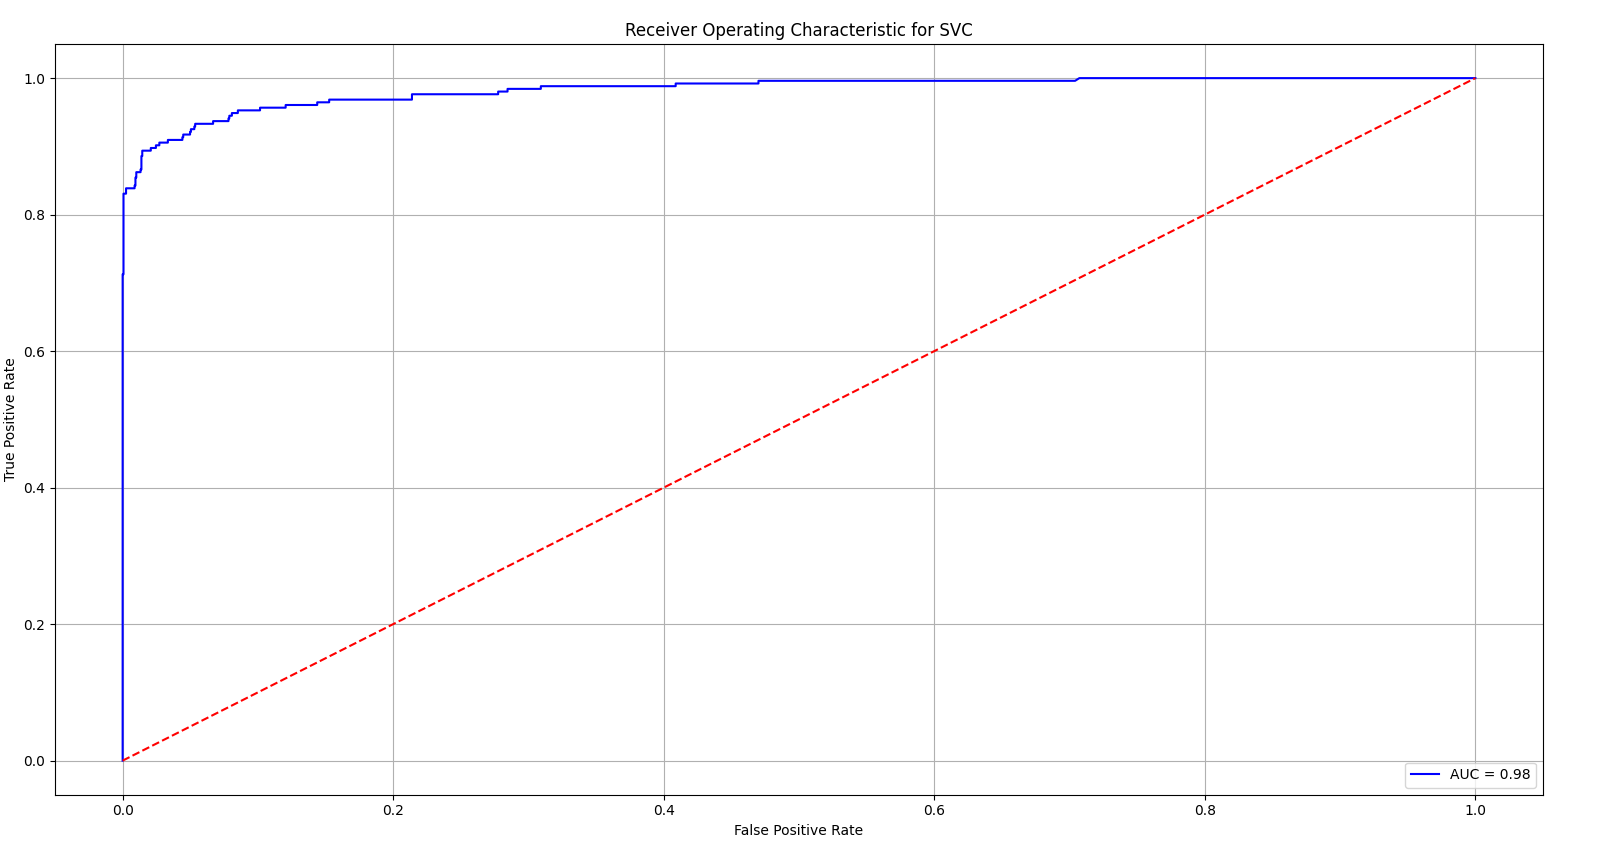 Receiver Operating Characteristic for SVC
True Positive Rate
1.0
0.8
0.6
0.4
0.2
0.0
0.0 0.2 0.4 0.6 0.8 1.0
False Positive Rate
AUC = 0.98